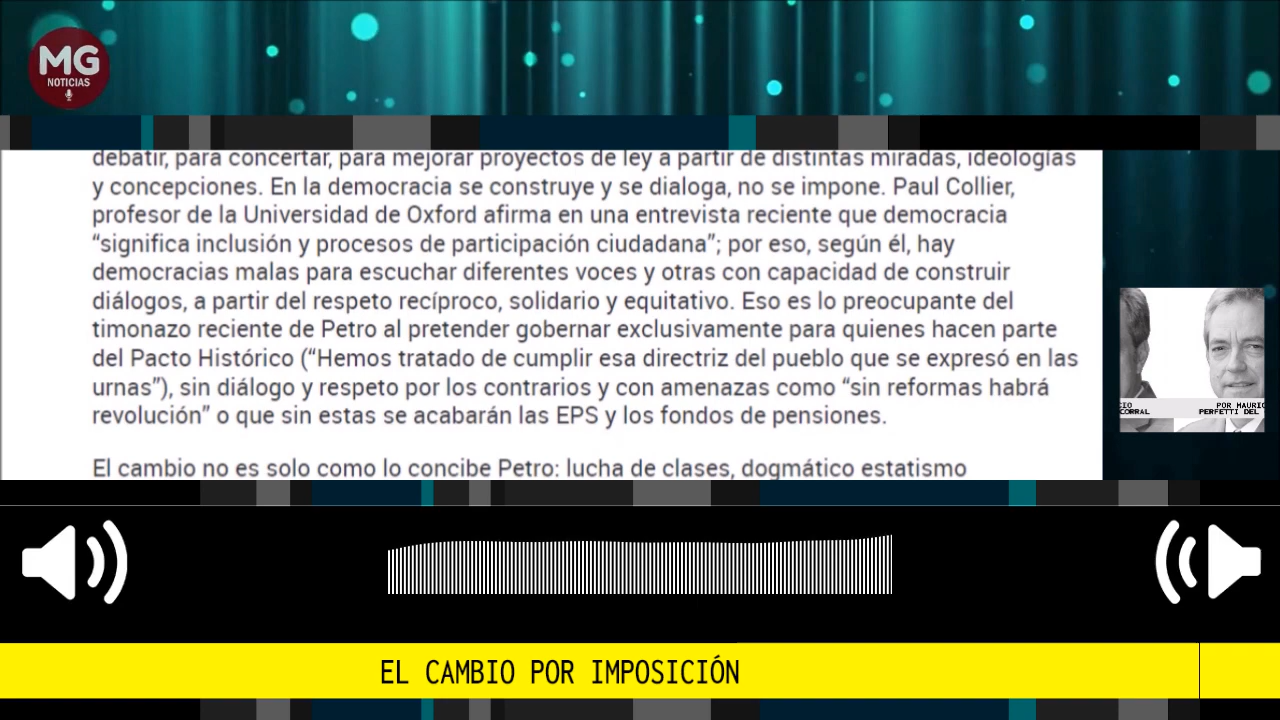 MG
NOTICIAS
debatir, para concertar, para mejorar proyectos de ley a partir de distintas miradas, ideologías
y concepciones. En la democracia se construye y se dialoga, no se impone. Paul Collier,
profesor de la Universidad de Oxford afirma en una entrevista reciente que democracia
“significa inclusión y procesos de participación ciudadana”; por eso, según él, hay
democracias malas para escuchar diferentes voces y otras con capacidad de construir
diálogos, a partir del respeto recíproco, solidario y equitativo. Eso es lo preocupante del
timonazo reciente de Petro al pretender gobernar exclusivamente para quienes hacen parte
del Pacto Histórico (“Hemos tratado de cumplir esa directriz del pueblo que se expresó en las
urnas”), sin diálogo y respeto por los contrarios y con amenazas como “sin reformas habrá
revolución” o que sin estas se acabarán las EPS y los fondos de pensiones.
El cambio no es solo como lo concibe Petro: lucha de clases, dogmático estatismo
CIO
CORRAL
POR MAURIC
PERFETTI DEL
EL CAMBIO POR IMPOSICIÓN